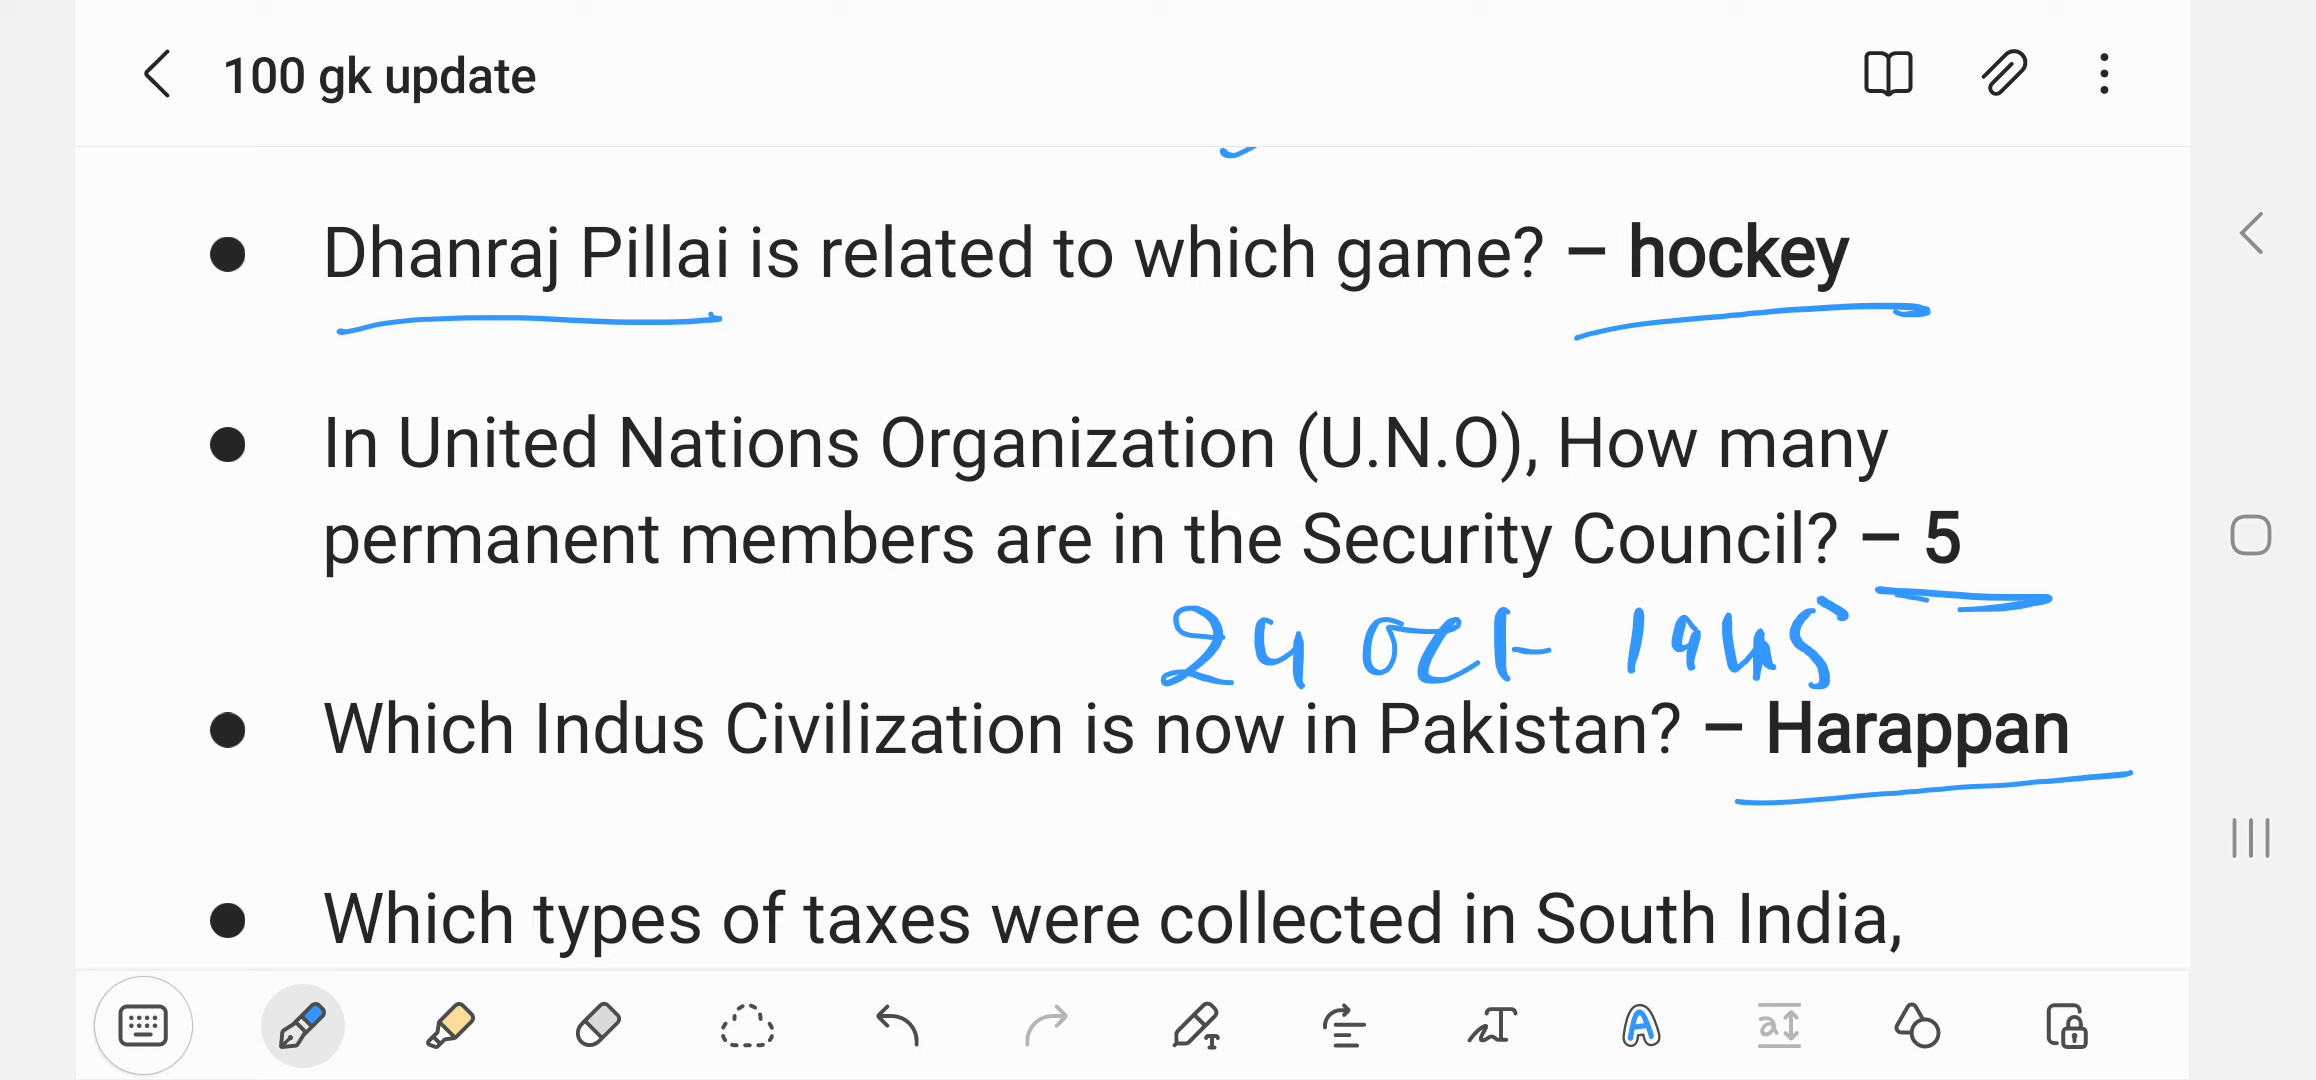 100 gk update
● Dhanraj Pillai is related to which game? – hockey
● In United Nations Organization (U.N.O), How many
permanent members are in the Security Council? – 5
24 oct 1945
● Which Indus Civilization is now in Pakistan? – Harappan
● Which types of taxes were collected in South India,